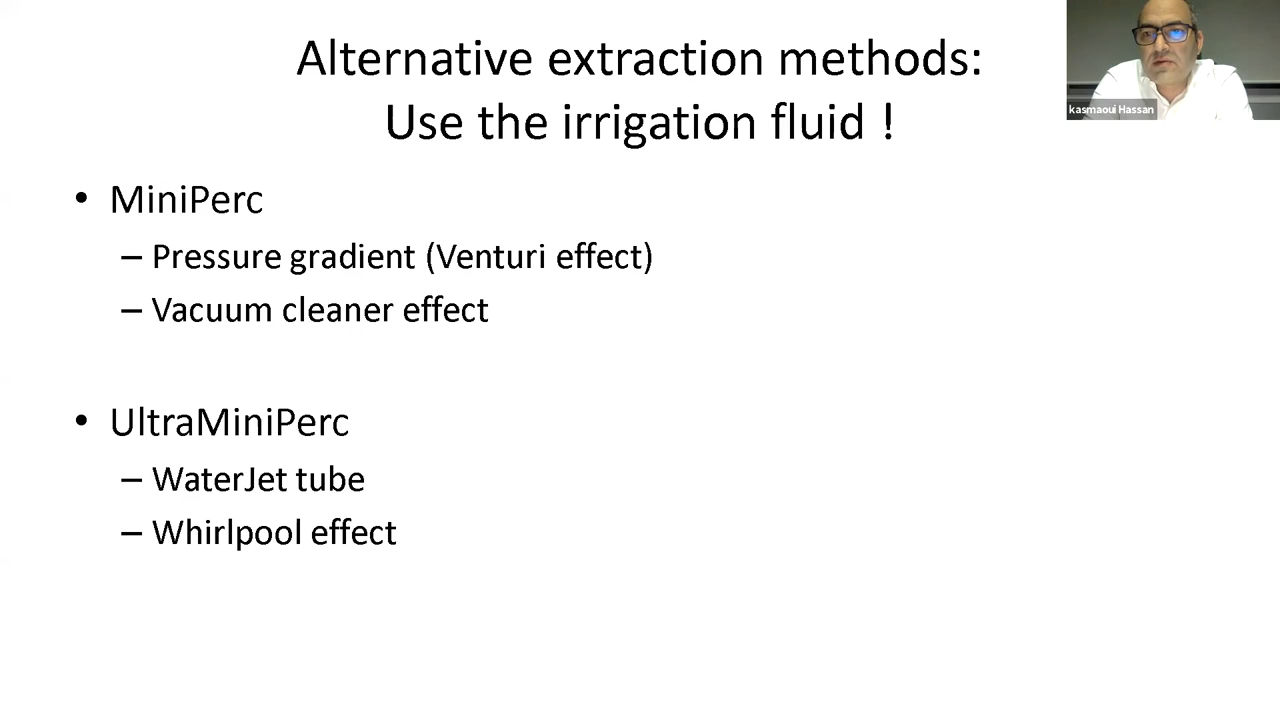 Alternative extraction methods:
Use the irrigation fluid !
kasmaoui Hassan
• MiniPerc
– Pressure gradient (Venturi effect)
– Vacuum cleaner effect
• UltraMiniPerc
– WaterJet tube
– Whirlpool effect